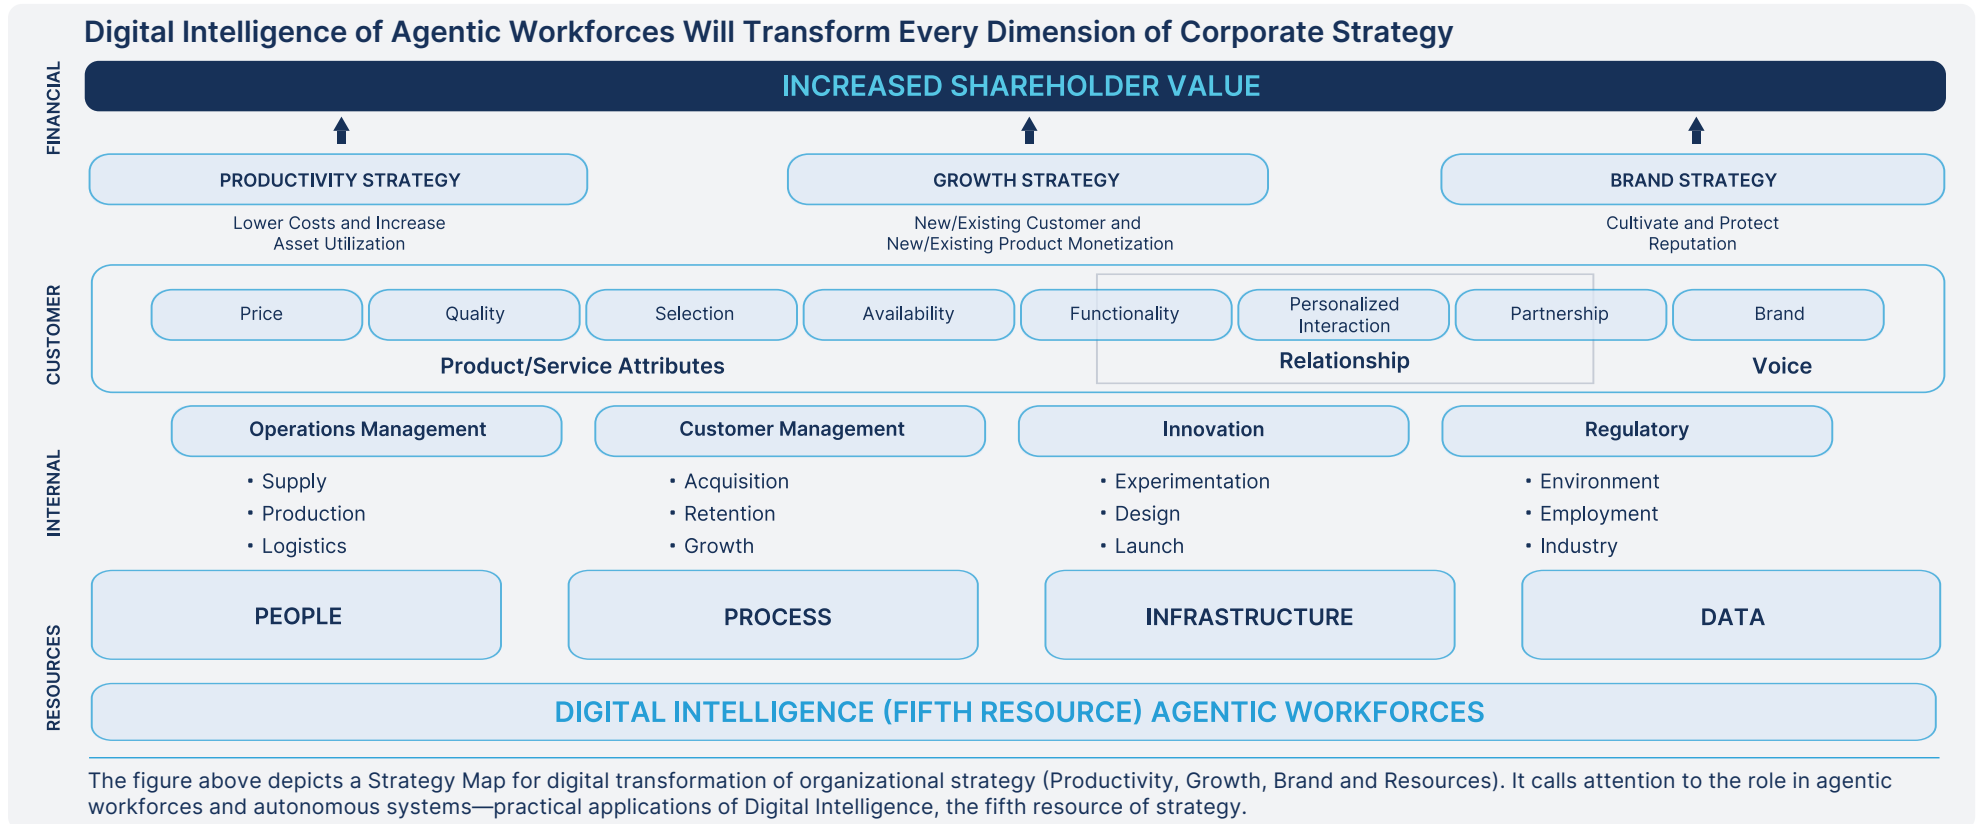 Digital Intelligence of Agentic Workforces Will Transform Every Dimension of Corporate Strategy
FINANCIAL
INCREASED SHAREHOLDER VALUE
PRODUCTIVITY STRATEGY
GROWTH STRATEGY
BRAND STRATEGY
Lower Costs and Increase
Asset Utilization
New/Existing Customer and
New/Existing Product Monetization
Cultivate and Protect
Reputation
CUSTOMER
Price
Quality
Selection
Availability
Functionality
Personalized
Interaction
Partnership
Brand
Product/Service Attributes
Relationship
Voice
INTERNAL
Operations Management
• Supply
• Production
• Logistics
Customer Management
• Acquisition
• Retention
• Growth
Innovation
• Experimentation
• Design
• Launch
Regulatory
• Environment
• Employment
• Industry
RESOURCES
PEOPLE
PROCESS
INFRASTRUCTURE
DATA
DIGITAL INTELLIGENCE (FIFTH RESOURCE) AGENTIC WORKFORCES
The figure above depicts a Strategy Map for digital transformation of organizational strategy (Productivity, Growth, Brand and Resources). It calls attention to the role in agentic
workforces and autonomous systems—practical applications of Digital Intelligence, the fifth resource of strategy.